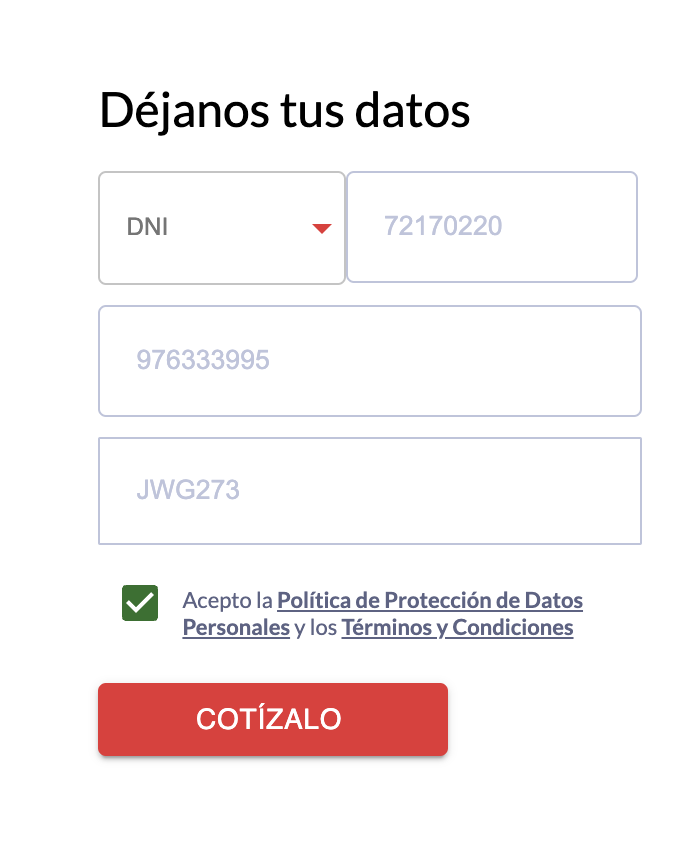 Déjanos tus datos
DNI
72170220
976333995
JWG273
Acepto la Política de Protección de Datos
Personales y los Términos y Condiciones
COTÍZALO